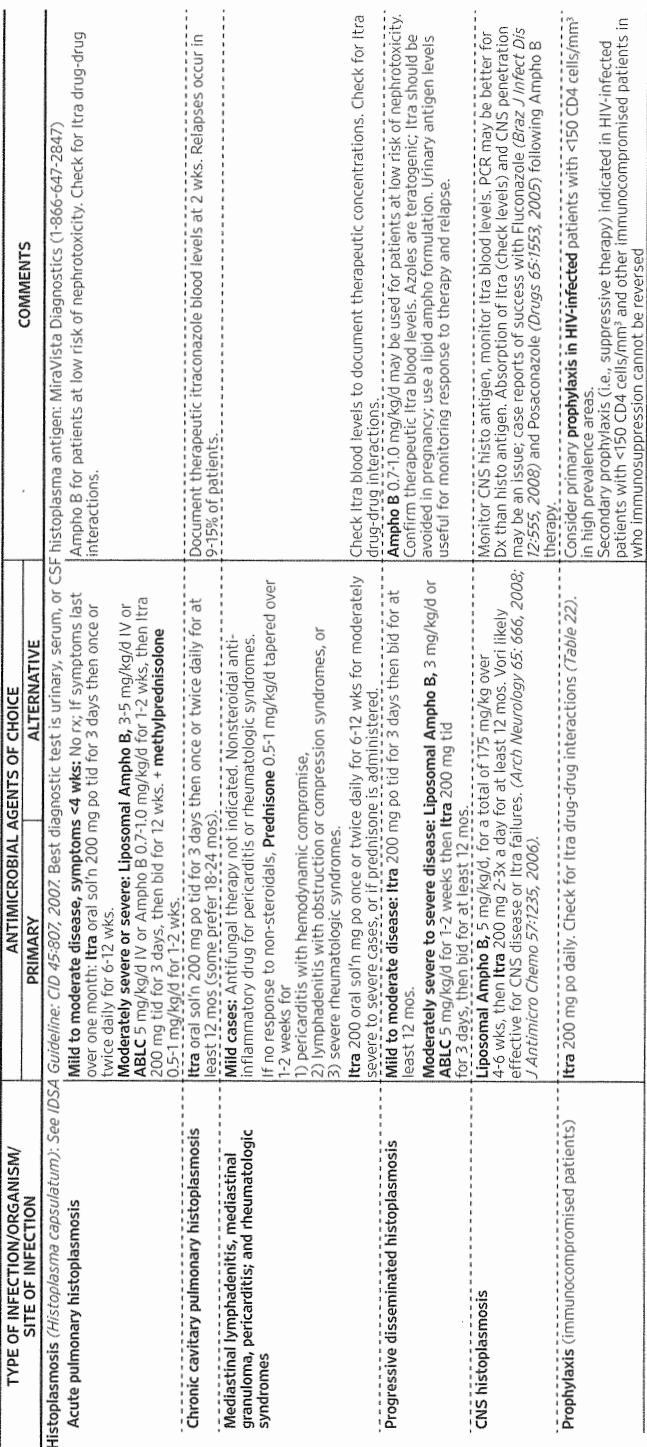 TYPE OF INFECTION/ORGANISM/
SITE OF INFECTION
ANTIMICROBIAL AGENTS OF CHOICE
PRIMARY
ALTERNATIVE
COMMENTS
Histoplasmosis (Histoplasma capsulatum): See IDSA Guideline: CID 45:807, 2007. Best diagnostic test is urinary, serum, or CSF histoplasma antigen: MiraVista Diagnostics (1-866-647-2847)
Acute pulmonary histoplasmosis
Mild to moderate disease, symptoms <4 wks: No rx; If symptoms last
over one month: Itra oral sol'n 200 mg po tid for 3 days then once or
twice daily for 6-12 wks.
Moderately severe or severe: Liposomal Ampho B, 3-5 mg/kg/d IV or
ABLC 5 mg/kg/d IV or Ampho B 0.7-1.0 mg/kg/d for 1-2 wks, then Itra
200 mg tid for 3 days, then bid for 12 wks. + methylprednisolone
0.5-1 mg/kg/d for 1-2 wks.
Ampho B for patients at low risk of nephrotoxicity. Check for Itra drug-drug
interactions.
Chronic cavitary pulmonary histoplasmosis
Itra oral sol'n 200 mg po tid for 3 days then once or twice daily for at
least 12 mos (some prefer 18-24 mos).
Document therapeutic itraconazole blood levels at 2 wks. Relapses occur in
9-15% of patients.
Mediastinal lymphadenitis, mediastinal
granuloma, pericarditis; and rheumatologic
syndromes
Mild cases: Antifungal therapy not indicated. Nonsteroidal anti-
inflammatory drug for pericarditis or rheumatologic syndromes.
If no response to non-steroidals, Prednisone 0.5-1 mg/kg/d tapered over
1-2 weeks for
1) pericarditis with hemodynamic compromise,
2) lymphadenitis with obstruction or compression syndromes, or
3) severe rheumatologic syndromes.
Itra 200 oral sol'n mg po once or twice daily for 6-12 wks for moderately
severe to severe cases, or if prednisone is administered.
Check Itra blood levels to document therapeutic concentrations. Check for Itra
drug-drug interactions.
Progressive disseminated histoplasmosis
Mild to moderate disease: Itra 200 mg po tid for 3 days then bid for at
least 12 mos.
Moderately severe to severe disease: Liposomal Ampho B, 3 mg/kg/d or
ABLC 5 mg/kg/d for 1-2 weeks then Itra 200 mg tid
for 3 days, then bid for at least 12 mos.
Ampho B 0.7-1.0 mg/kg/d may be used for patients at low risk of nephrotoxicity.
Confirm therapeutic Itra blood levels. Azoles are teratogenic; Itra should be
avoided in pregnancy; use a lipid ampho formulation. Urinary antigen levels
useful for monitoring response to therapy and relapse.
CNS histoplasmosis
Liposomal Ampho B, 5 mg/kg/d, for a total of 175 mg/kg over
4-6 wks, then Itra 200 mg 2-3x a day for at least 12 mos. Vori likely
effective for CNS disease or Itra failures. (Arch Neurology 65: 666, 2008;
J Antimicro Chemo 57:1235, 2006).
Monitor CNS histo antigen, monitor Itra blood levels. PCR may be better for
Dx than histo antigen. Absorption of Itra (check levels) and CNS penetration
may be an issue; case reports of success with Fluconazole (Braz J Infect Dis
12:555, 2008) and Posaconazole (Drugs 65:1553, 2005) following Ampho B
therapy.
Prophylaxis (immunocompromised patients)
Itra 200 mg po daily. Check for Itra drug-drug interactions (Table 22).
Consider primary prophylaxis in HIV-infected patients with <150 CD4 cells/mm³
in high prevalence areas.
Secondary prophylaxis (i.e., suppressive therapy) indicated in HIV-infected
patients with <150 CD4 cells/mm³ and other immunocompromised patients in
who immunosuppression cannot be reversed